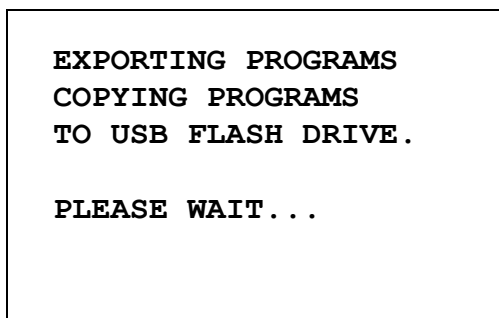 EXPORTING PROGRAMS
COPYING PROGRAMS
TO USB FLASH DRIVE.
PLEASE WAIT...